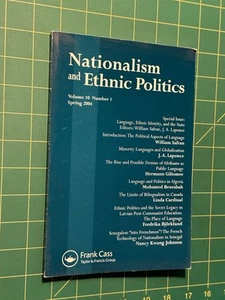 Nationalism
and Ethnic Politics
Volume 10 Number 1
Spring 2004
Special Issue:
Language, Ethnic Identity, and the State
Editors: William Safran, J. A. Laponce
Introduction: The Political Aspects of Language
William Safran
Minority Languages and Globalization
J. A. Laponce
The Rise and Possible Demise of Afrikaans as
Public Language
Hermann Giliomee
Language and Politics in Algeria
Mohamed Benrabah
The Limits of Bilingualism in Canada
Linda Cardinal
Ethnic Politics and the Soviet Legacy in
Latvian Post-Communist Education:
The Place of Language
Fredrika Björklund
Senegalese "into Frenchmen"? The French
Technology of Nationalism in Senegal
Nancy Kwang Johnson
Frank Cass
Taylor & Francis Group